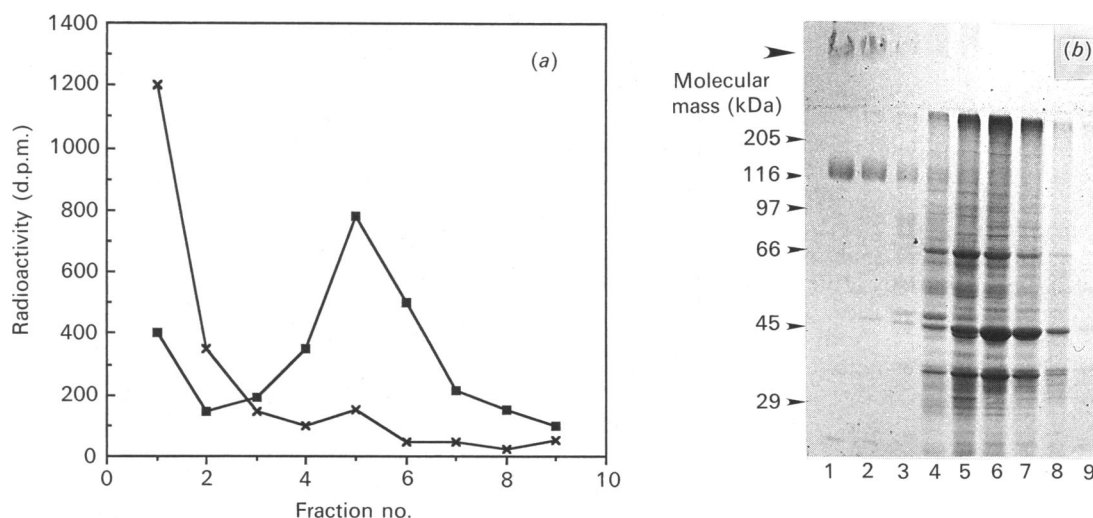 1400
1200
1000
800
600
400
200
0
Radioactivity (d.p.m.)
(a)
0 2 4 6 8 10
Fraction no.
(b)
Molecular
mass (kDa)
205
116
97
66
45
29
1 2 3 4 5 6 7 8 9